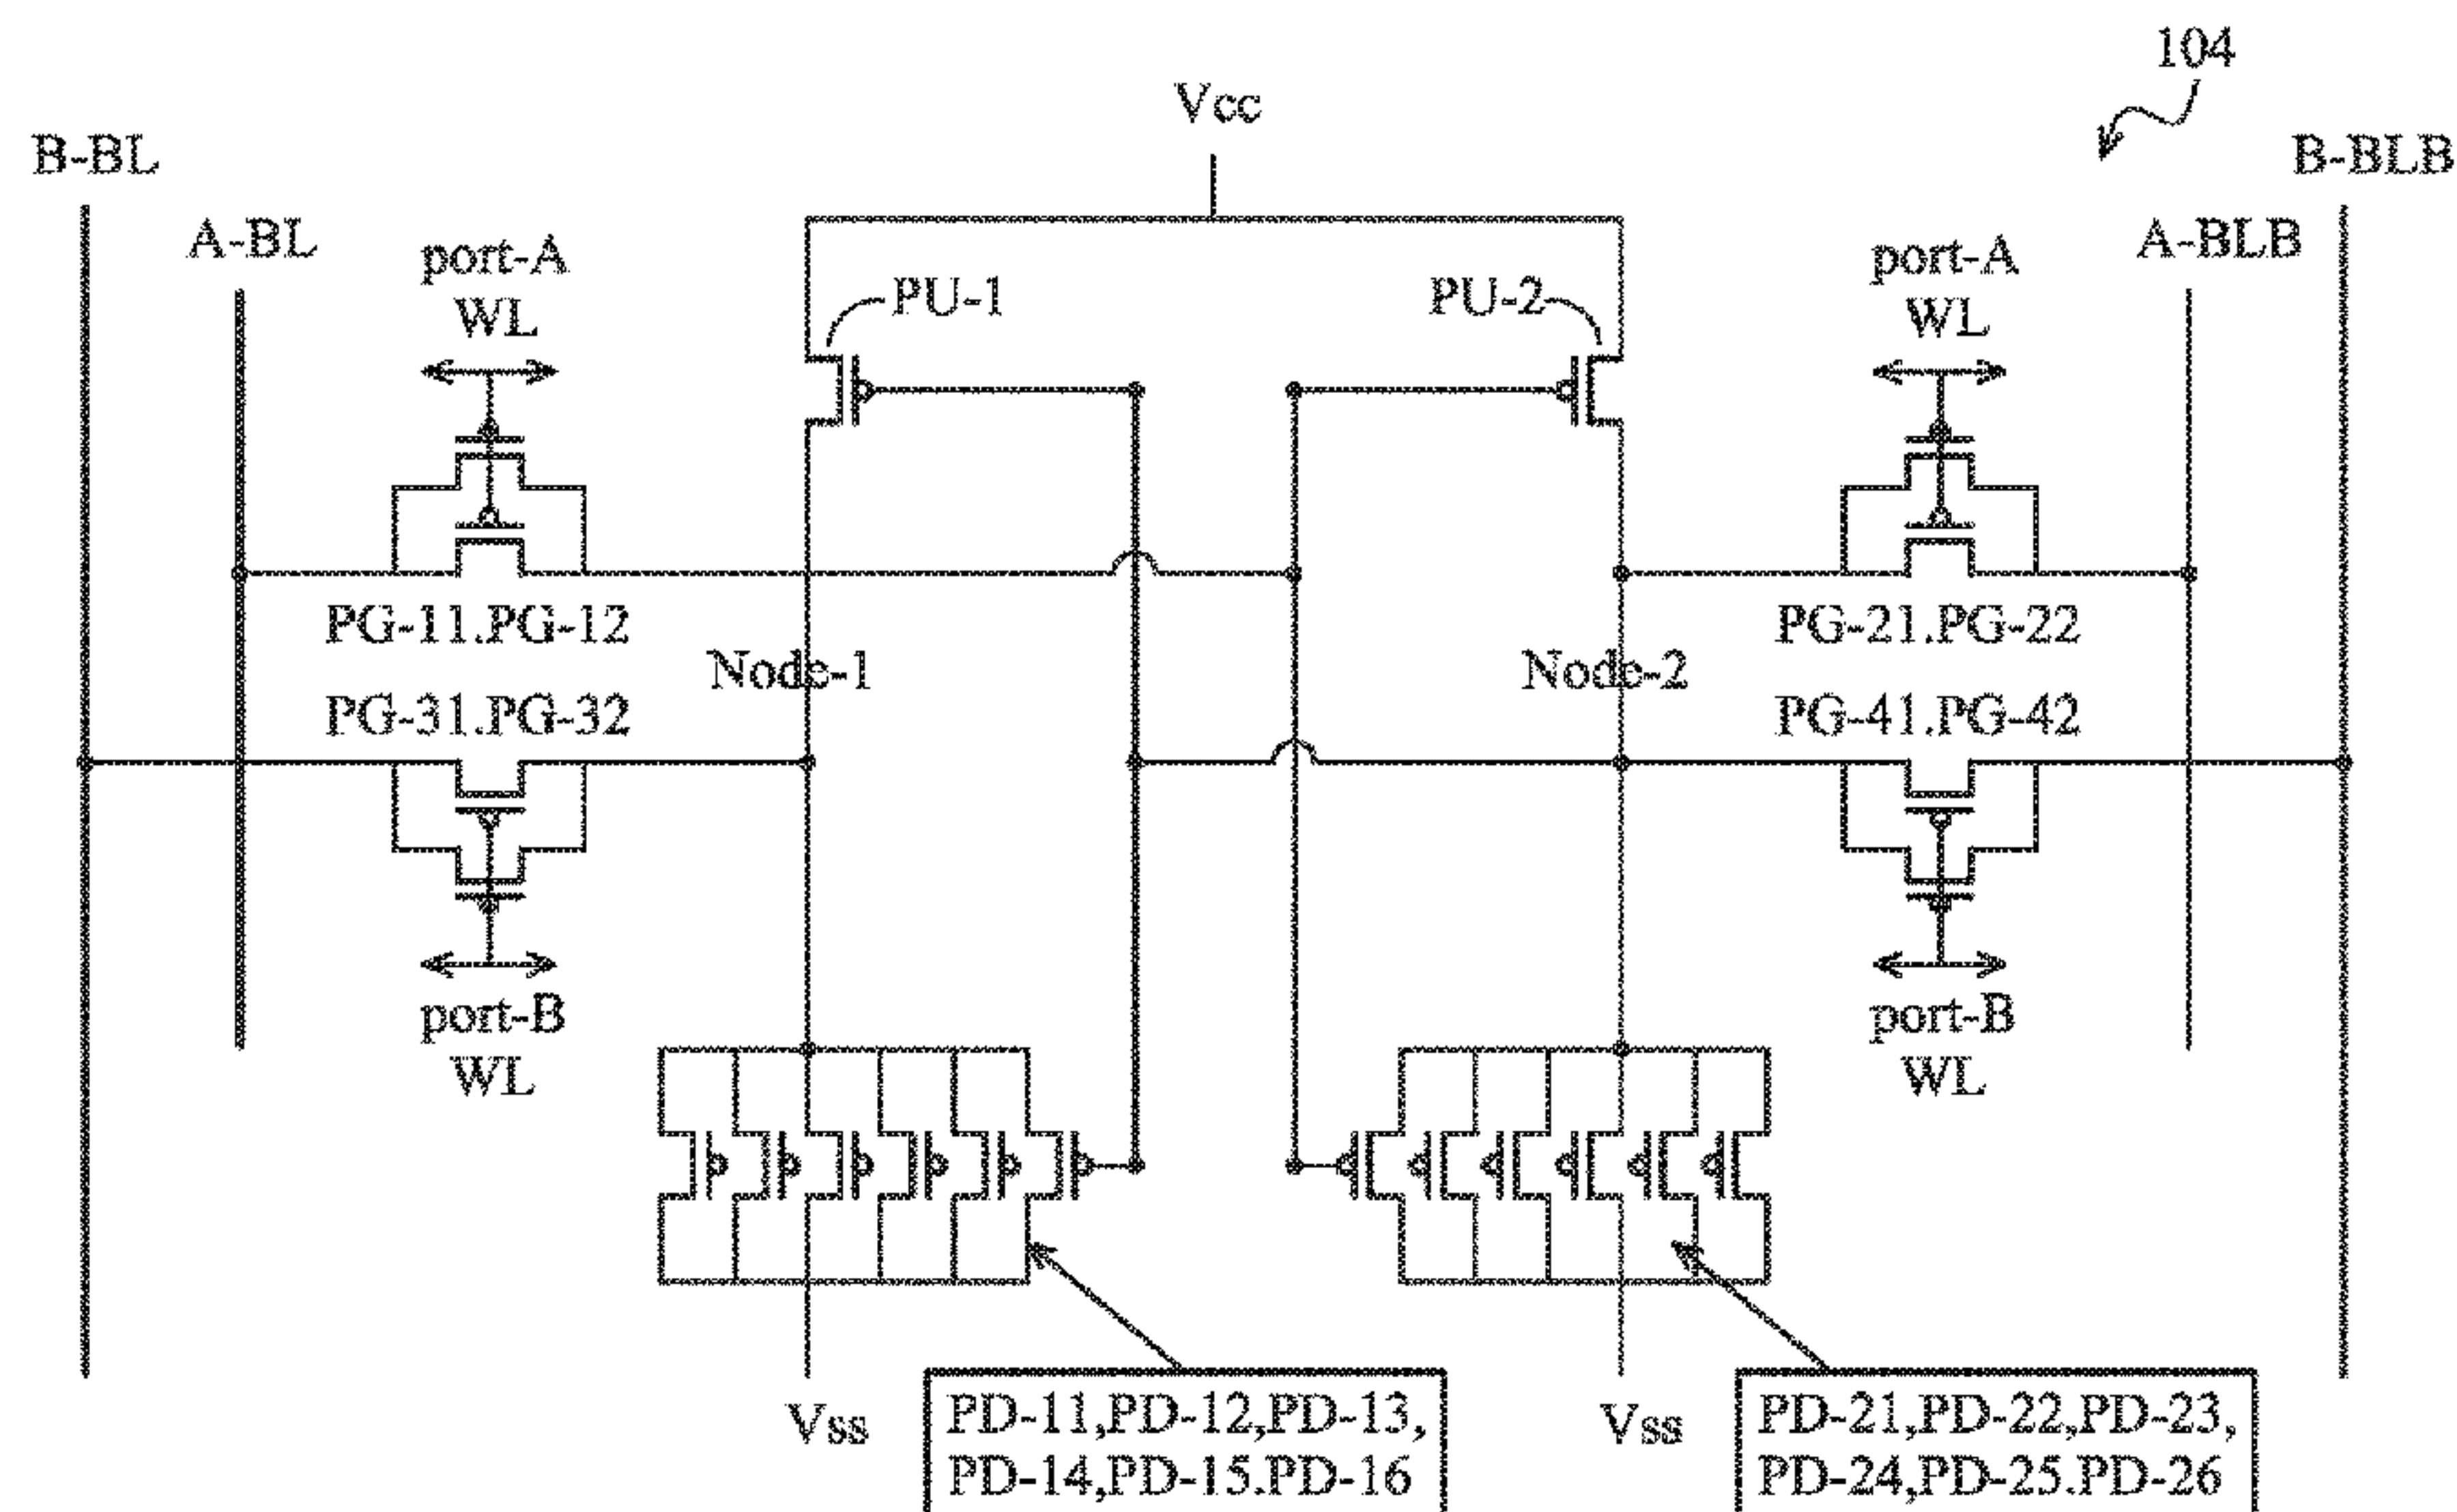 104
Vcc
B-BL
B-BLB
A-BL
A-BLB
port-A
WL
port-A
WL
PU-1
PU-2
PG-11.PG-12
PG-21.PG-22
Node-1
Node-2
PG-31.PG-32
PG-41.PG-42
port-B
WL
port-B
WL
Vss
PD-11,PD-12,PD-13,
PD-14,PD-15.PD-16
Vss
PD-21,PD-22,PD-23,
PD-24,PD-25.PD-26